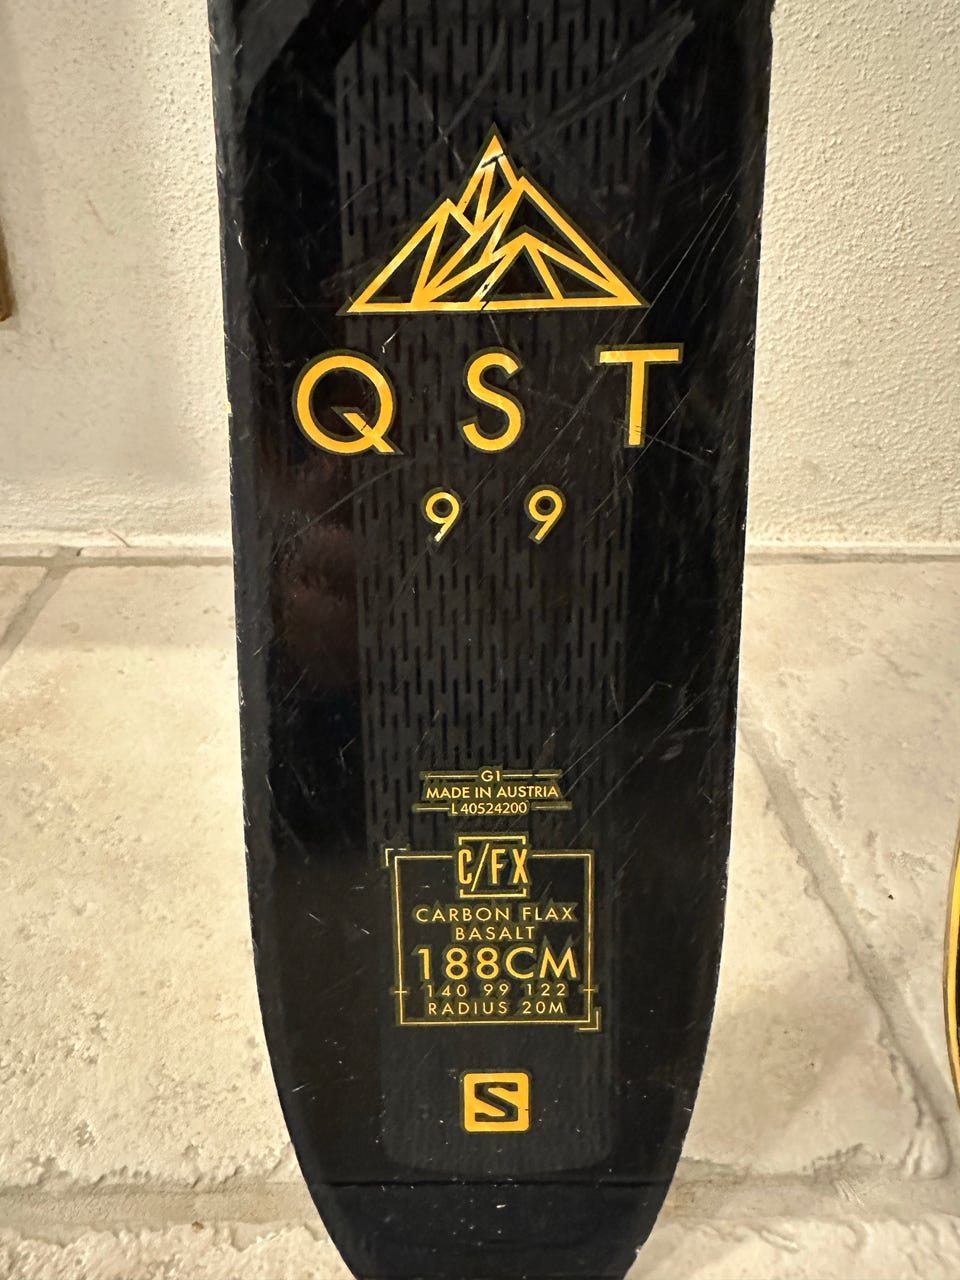 QST
99
G1
MADE IN AUSTRIA
L40524200
C/FX
CARBON FLAX
BASALT
188CM
140 99 122
RADIUS 20M
S